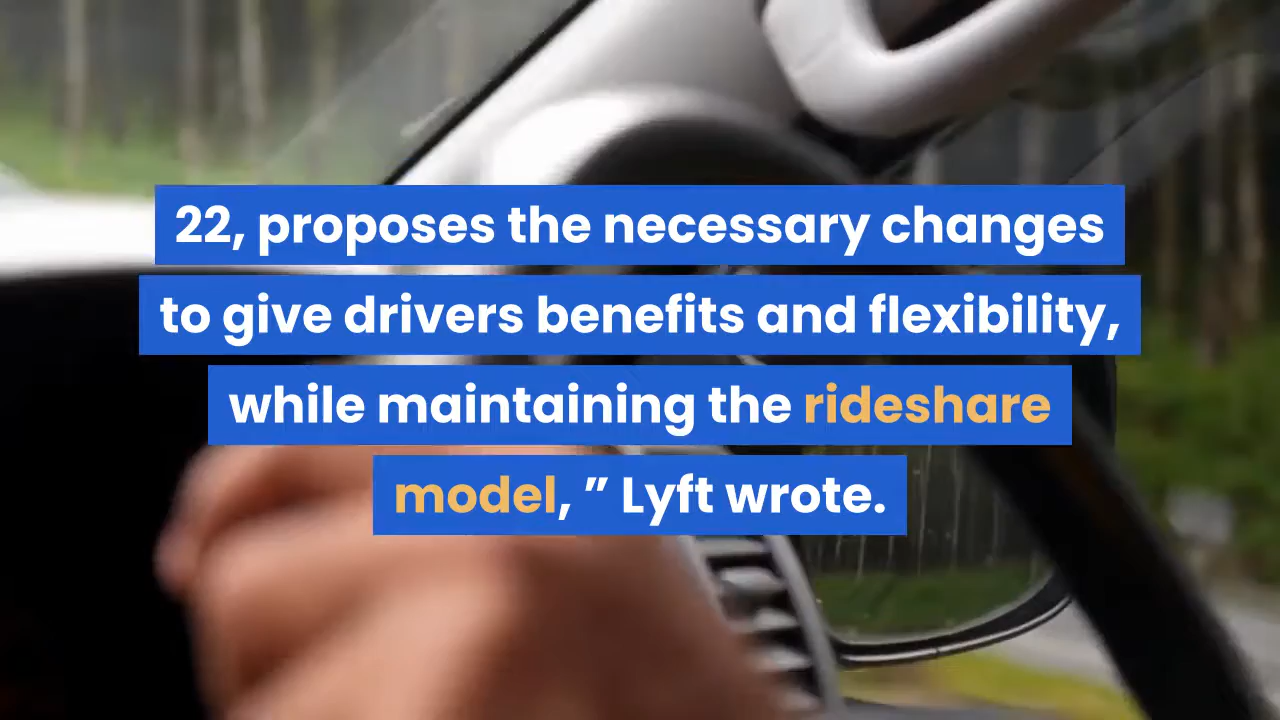 22, proposes the necessary changes
to give drivers benefits and flexibility,
while maintaining the rideshare
model, ” Lyft wrote.